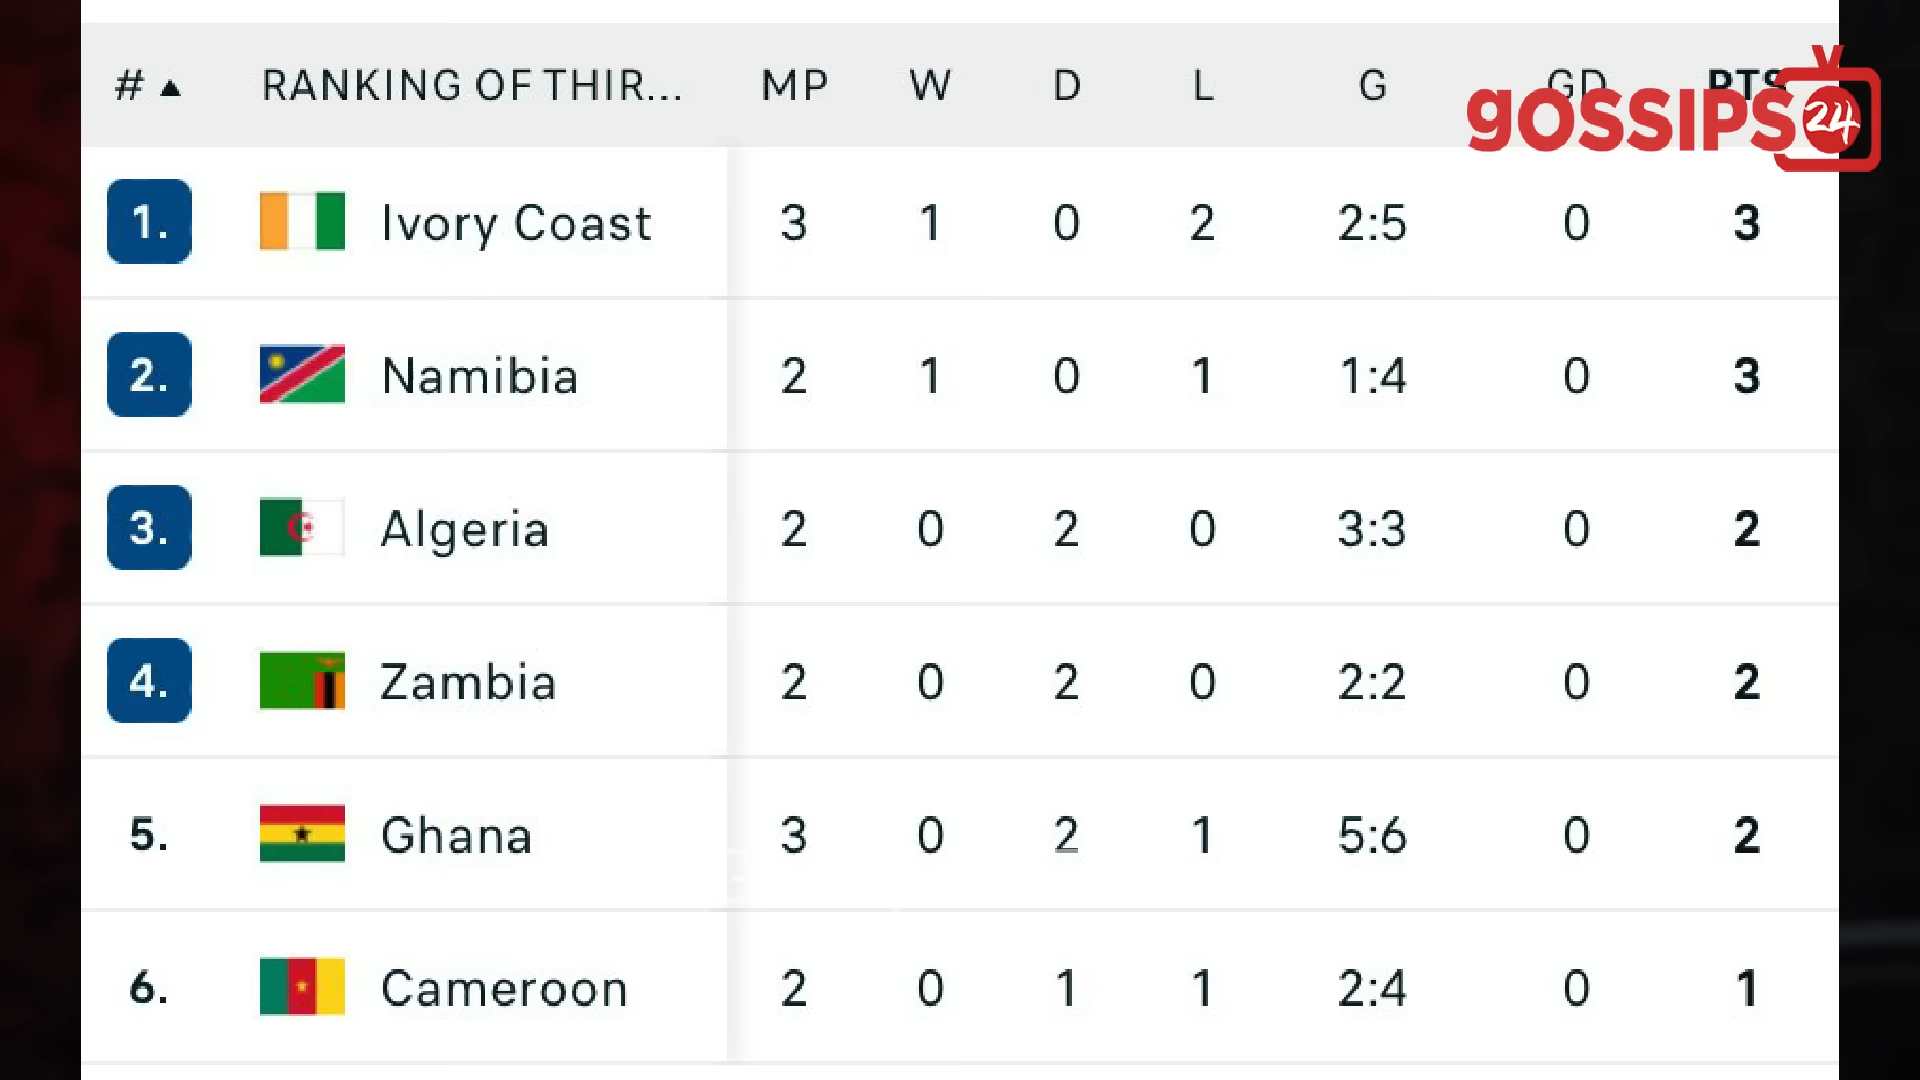 # ▲ RANKING OF THIR... MP W D L G GD PTS
gOSSIPS 24
1. Ivory Coast 3 1 0 2 2:5 0 3
2. Namibia 2 1 0 1 1:4 0 3
3. Algeria 2 0 2 0 3:3 0 2
4. Zambia 2 0 2 0 2:2 0 2
5. Ghana 3 0 2 1 5:6 0 2
6. Cameroon 2 0 1 1 2:4 0 1